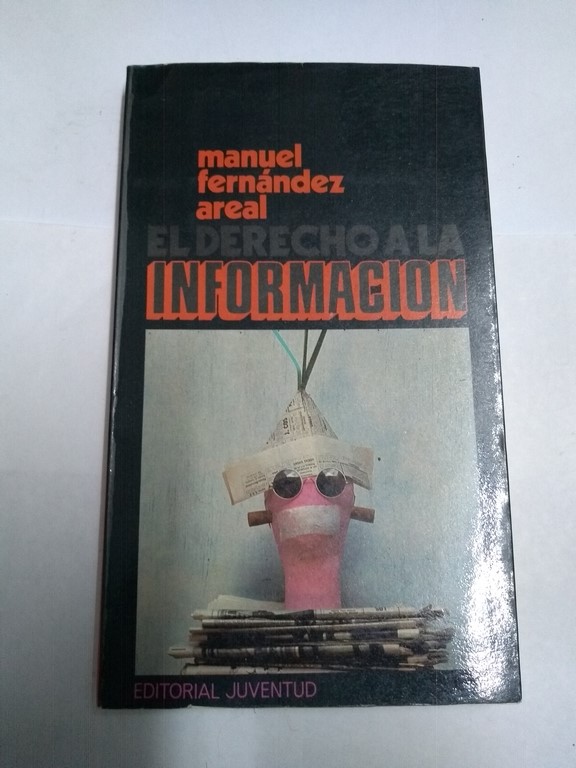 manuel
fernández
areal
EL DERECHO A LA
INFORMACION
EDITORIAL JUVENTUD